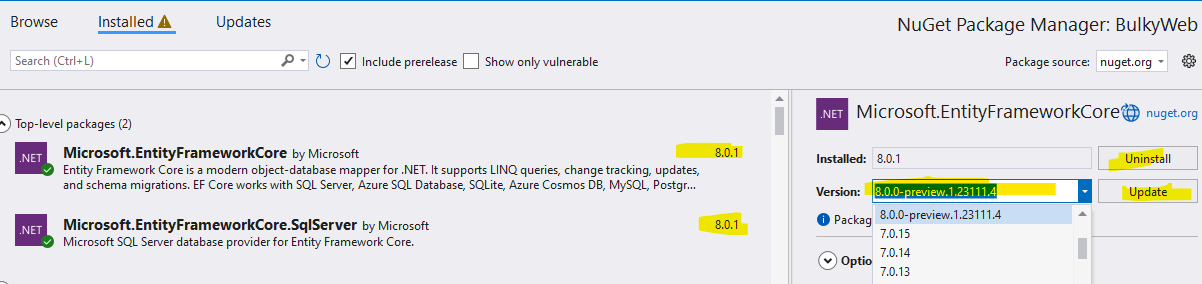 Browse Installed Updates
NuGet Package Manager: BulkyWeb
Search (Ctrl+L) Include prerelease Show only vulnerable
Package source: nuget.org
Top-level packages (2)
.NET Microsoft.EntityFrameworkCore by Microsoft 8.0.1
Entity Framework Core is a modern object-database mapper for .NET. It supports LINQ queries, change tracking, updates,
and schema migrations. EF Core works with SQL Server, Azure SQL Database, SQLite, Azure Cosmos DB, MySQL, Postgr...
.NET Microsoft.EntityFrameworkCore.SqlServer by Microsoft 8.0.1
Microsoft SQL Server database provider for Entity Framework Core.
.NET Microsoft.EntityFrameworkCore nuget.org
Installed: 8.0.1 Uninstall
Version: 8.0.0-preview.1.23111.4 Update
8.0.0-preview.1.23111.4
7.0.15
7.0.14
7.0.13
Packag
Optio